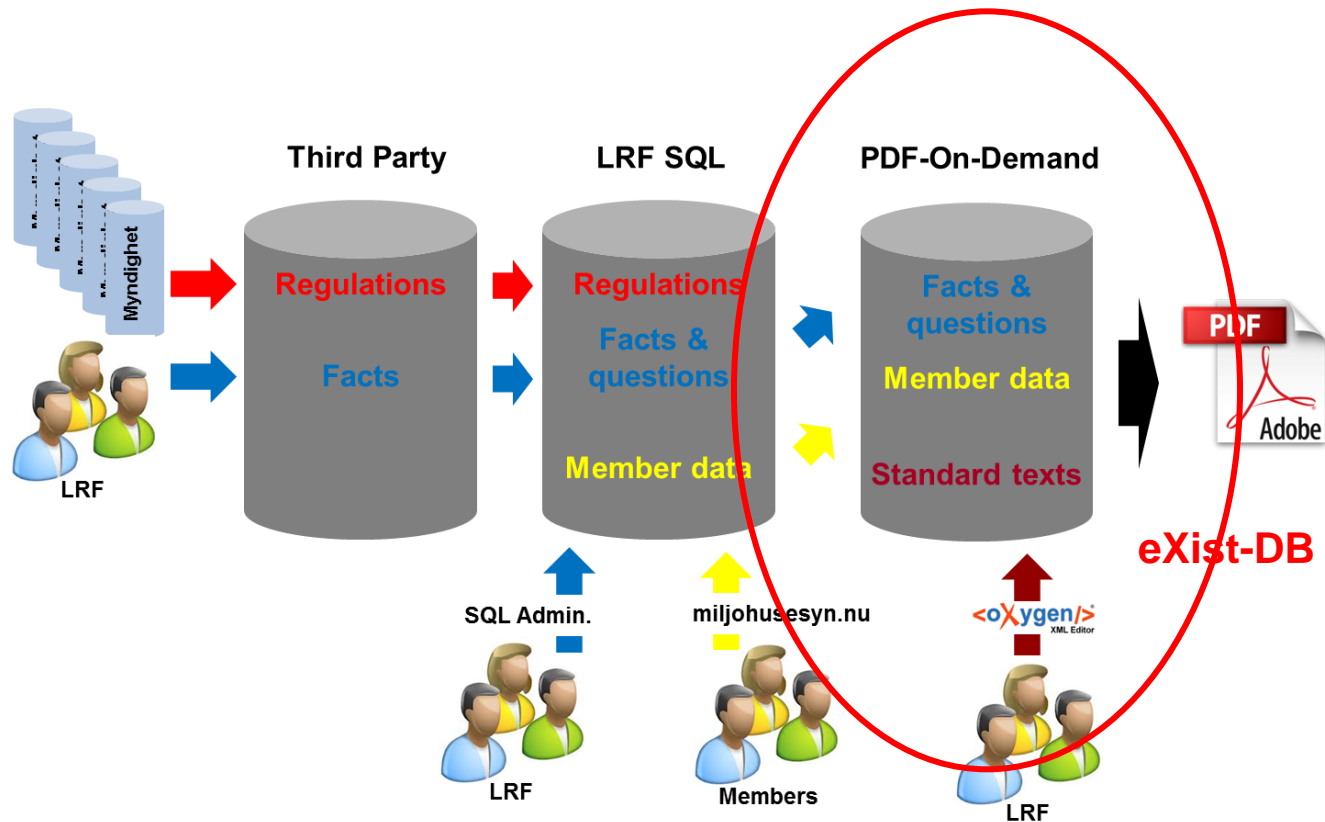 Third Party
LRF SQL
PDF-On-Demand
Myndighet
Regulations
Regulations
Facts &
questions
Facts &
questions
Facts
Member data
Member data
Standard texts
PDF
Adobe
LRF
eXist-DB
SQL Admin.
miljohusesyn.nu
<oXygen/>®
XML Editor
LRF
Members
LRF